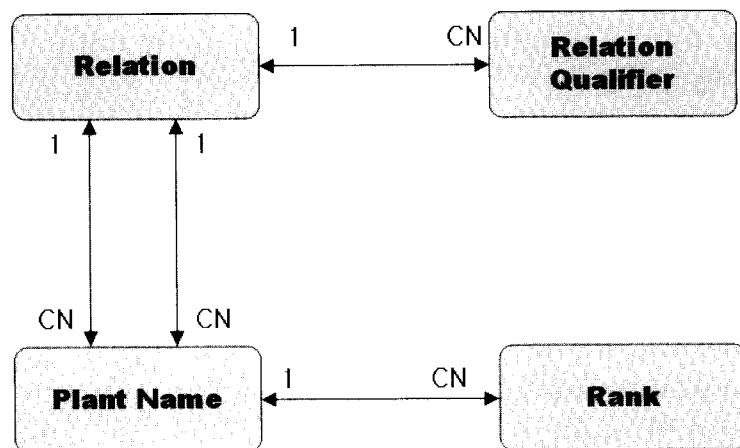 Relation
1
CN
Relation
Qualifier
1
1
CN
CN
Plant Name
1
CN
Rank